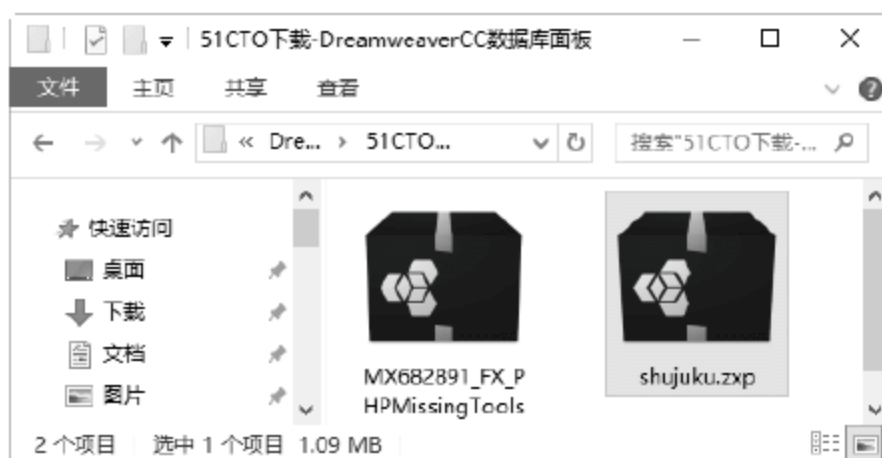 51CTO下载-DreamweaverCC数据库面板
文件 主页 共享 查看
« Dre... › 51CTO... 搜索"51CTO下载-...
快速访问
桌面
下载
文档
图片
MX682891_FX_P
HPMissingTools
shujuku.zxp
2 个项目 选中 1 个项目 1.09 MB